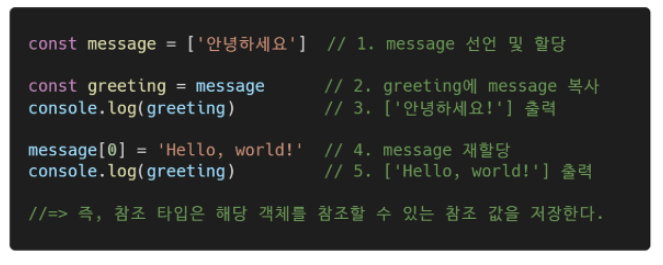 const message = ['안녕하세요'] // 1. message 선언 및 할당
const greeting = message // 2. greeting에 message 복사
console.log(greeting) // 3. ['안녕하세요!'] 출력
message[0] = 'Hello, world!' // 4. message 재할당
console.log(greeting) // 5. ['Hello, world!'] 출력
//=> 즉, 참조 타입은 해당 객체를 참조할 수 있는 참조 값을 저장한다.